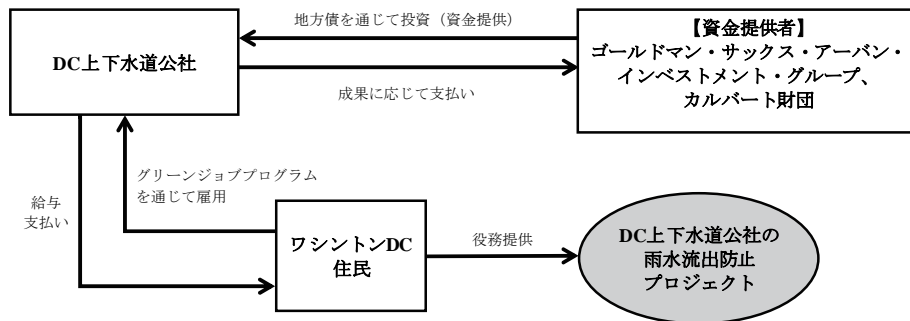 地方債を通じて投資（資金提供）
DC上下水道公社
【資金提供者】
ゴールドマン・サックス・アーバン・
インベストメント・グループ、
カルバート財団
成果に応じて支払い
グリーンジョブプログラム
を通じて雇用
給与
支払い
ワシントンDC
住民
役務提供
DC上下水道公社の
雨水流出防止
プロジェクト